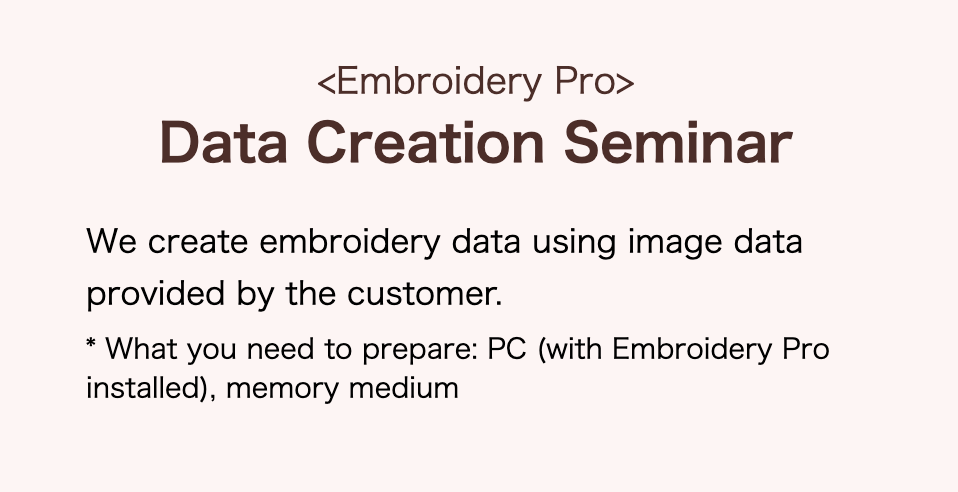 <Embroidery Pro>
Data Creation Seminar
We create embroidery data using image data
provided by the customer.
* What you need to prepare: PC (with Embroidery Pro
installed), memory medium